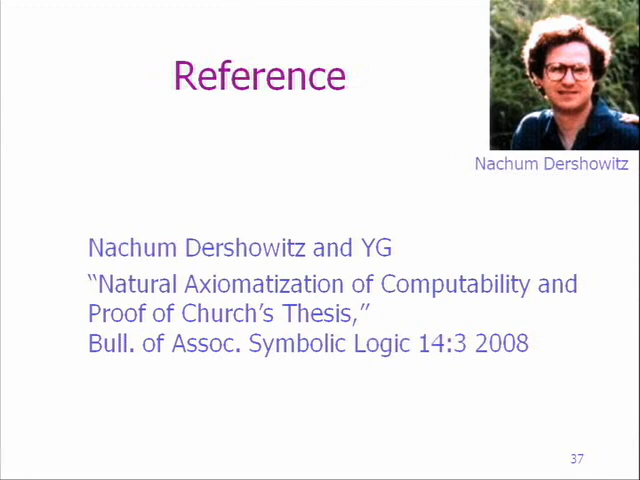 Reference
Nachum Dershowitz
Nachum Dershowitz and YG
“Natural Axiomatization of Computability and
Proof of Church’s Thesis,”
Bull. of Assoc. Symbolic Logic 14:3 2008
37